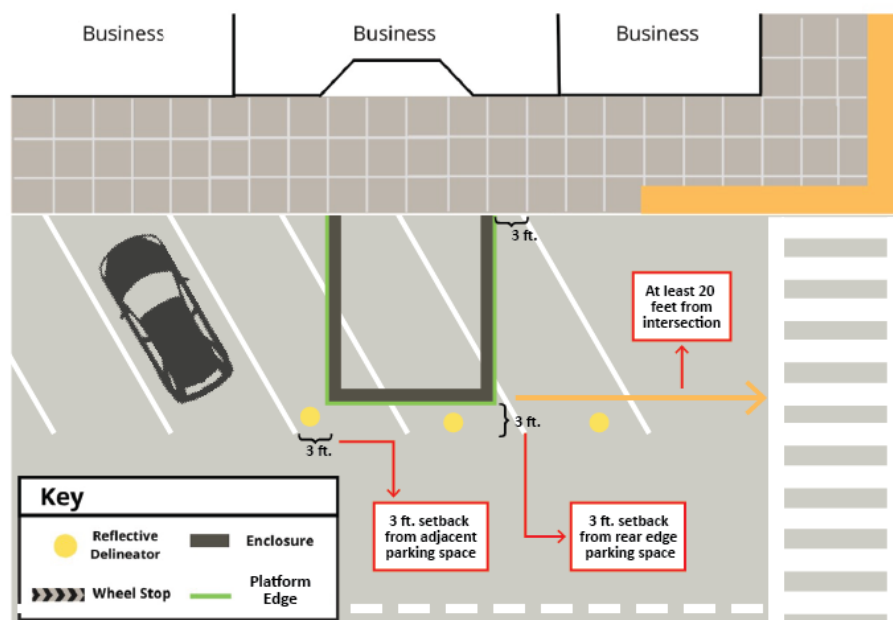 Business
Business
Business
3 ft.
At least 20
feet from
intersection
3 ft.
3 ft.
3 ft. setback
from adjacent
parking space
3 ft. setback
from rear edge
parking space
Key
Reflective
Delineator
Enclosure
Wheel Stop
Platform
Edge